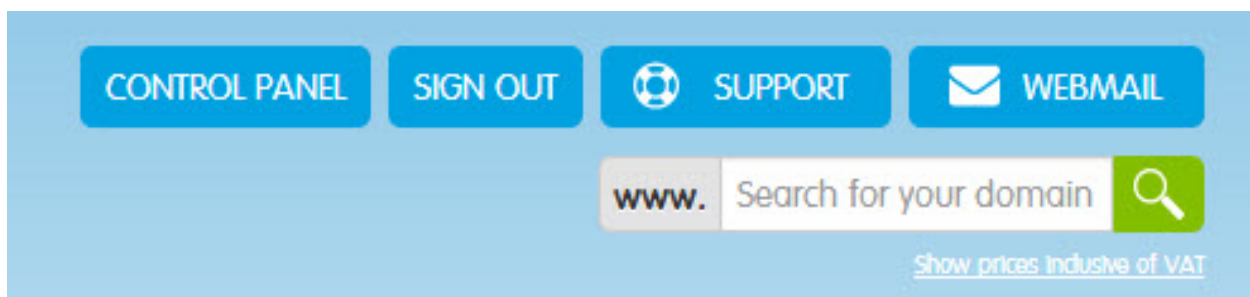 CONTROL PANEL SIGN OUT SUPPORT WEBMAIL
www. Search for your domain
Show prices inclusive of VAT